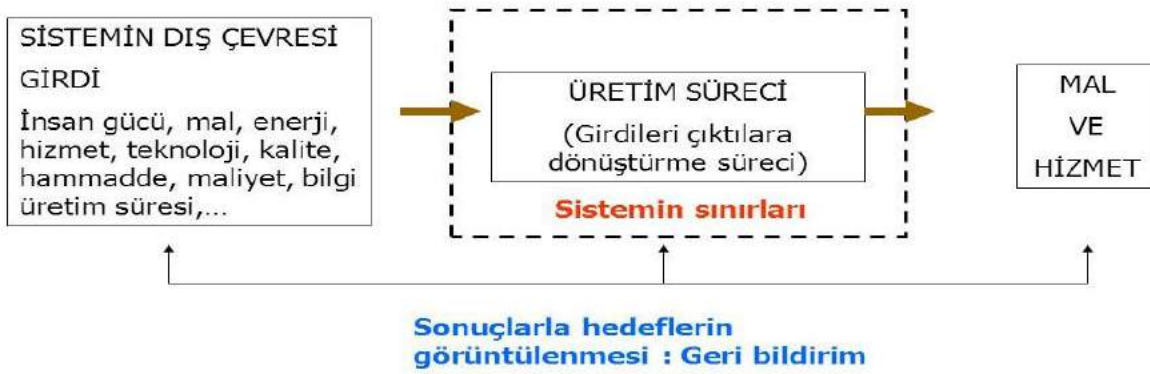 SİSTEMİN DIŞ ÇEVRESİ
GİRDİ
İnsan gücü, mal, enerji,
hizmet, teknoloji, kalite,
hammadde, maliyet, bilgi
üretim süresi,...
ÜRETİM SÜRECİ
(Girdileri çıktılara
dönüştürme süreci)
Sistemin sınırları
MAL
VE
HİZMET
Sonuçlarla hedeflerin
görüntülenmesi : Geri bildirim